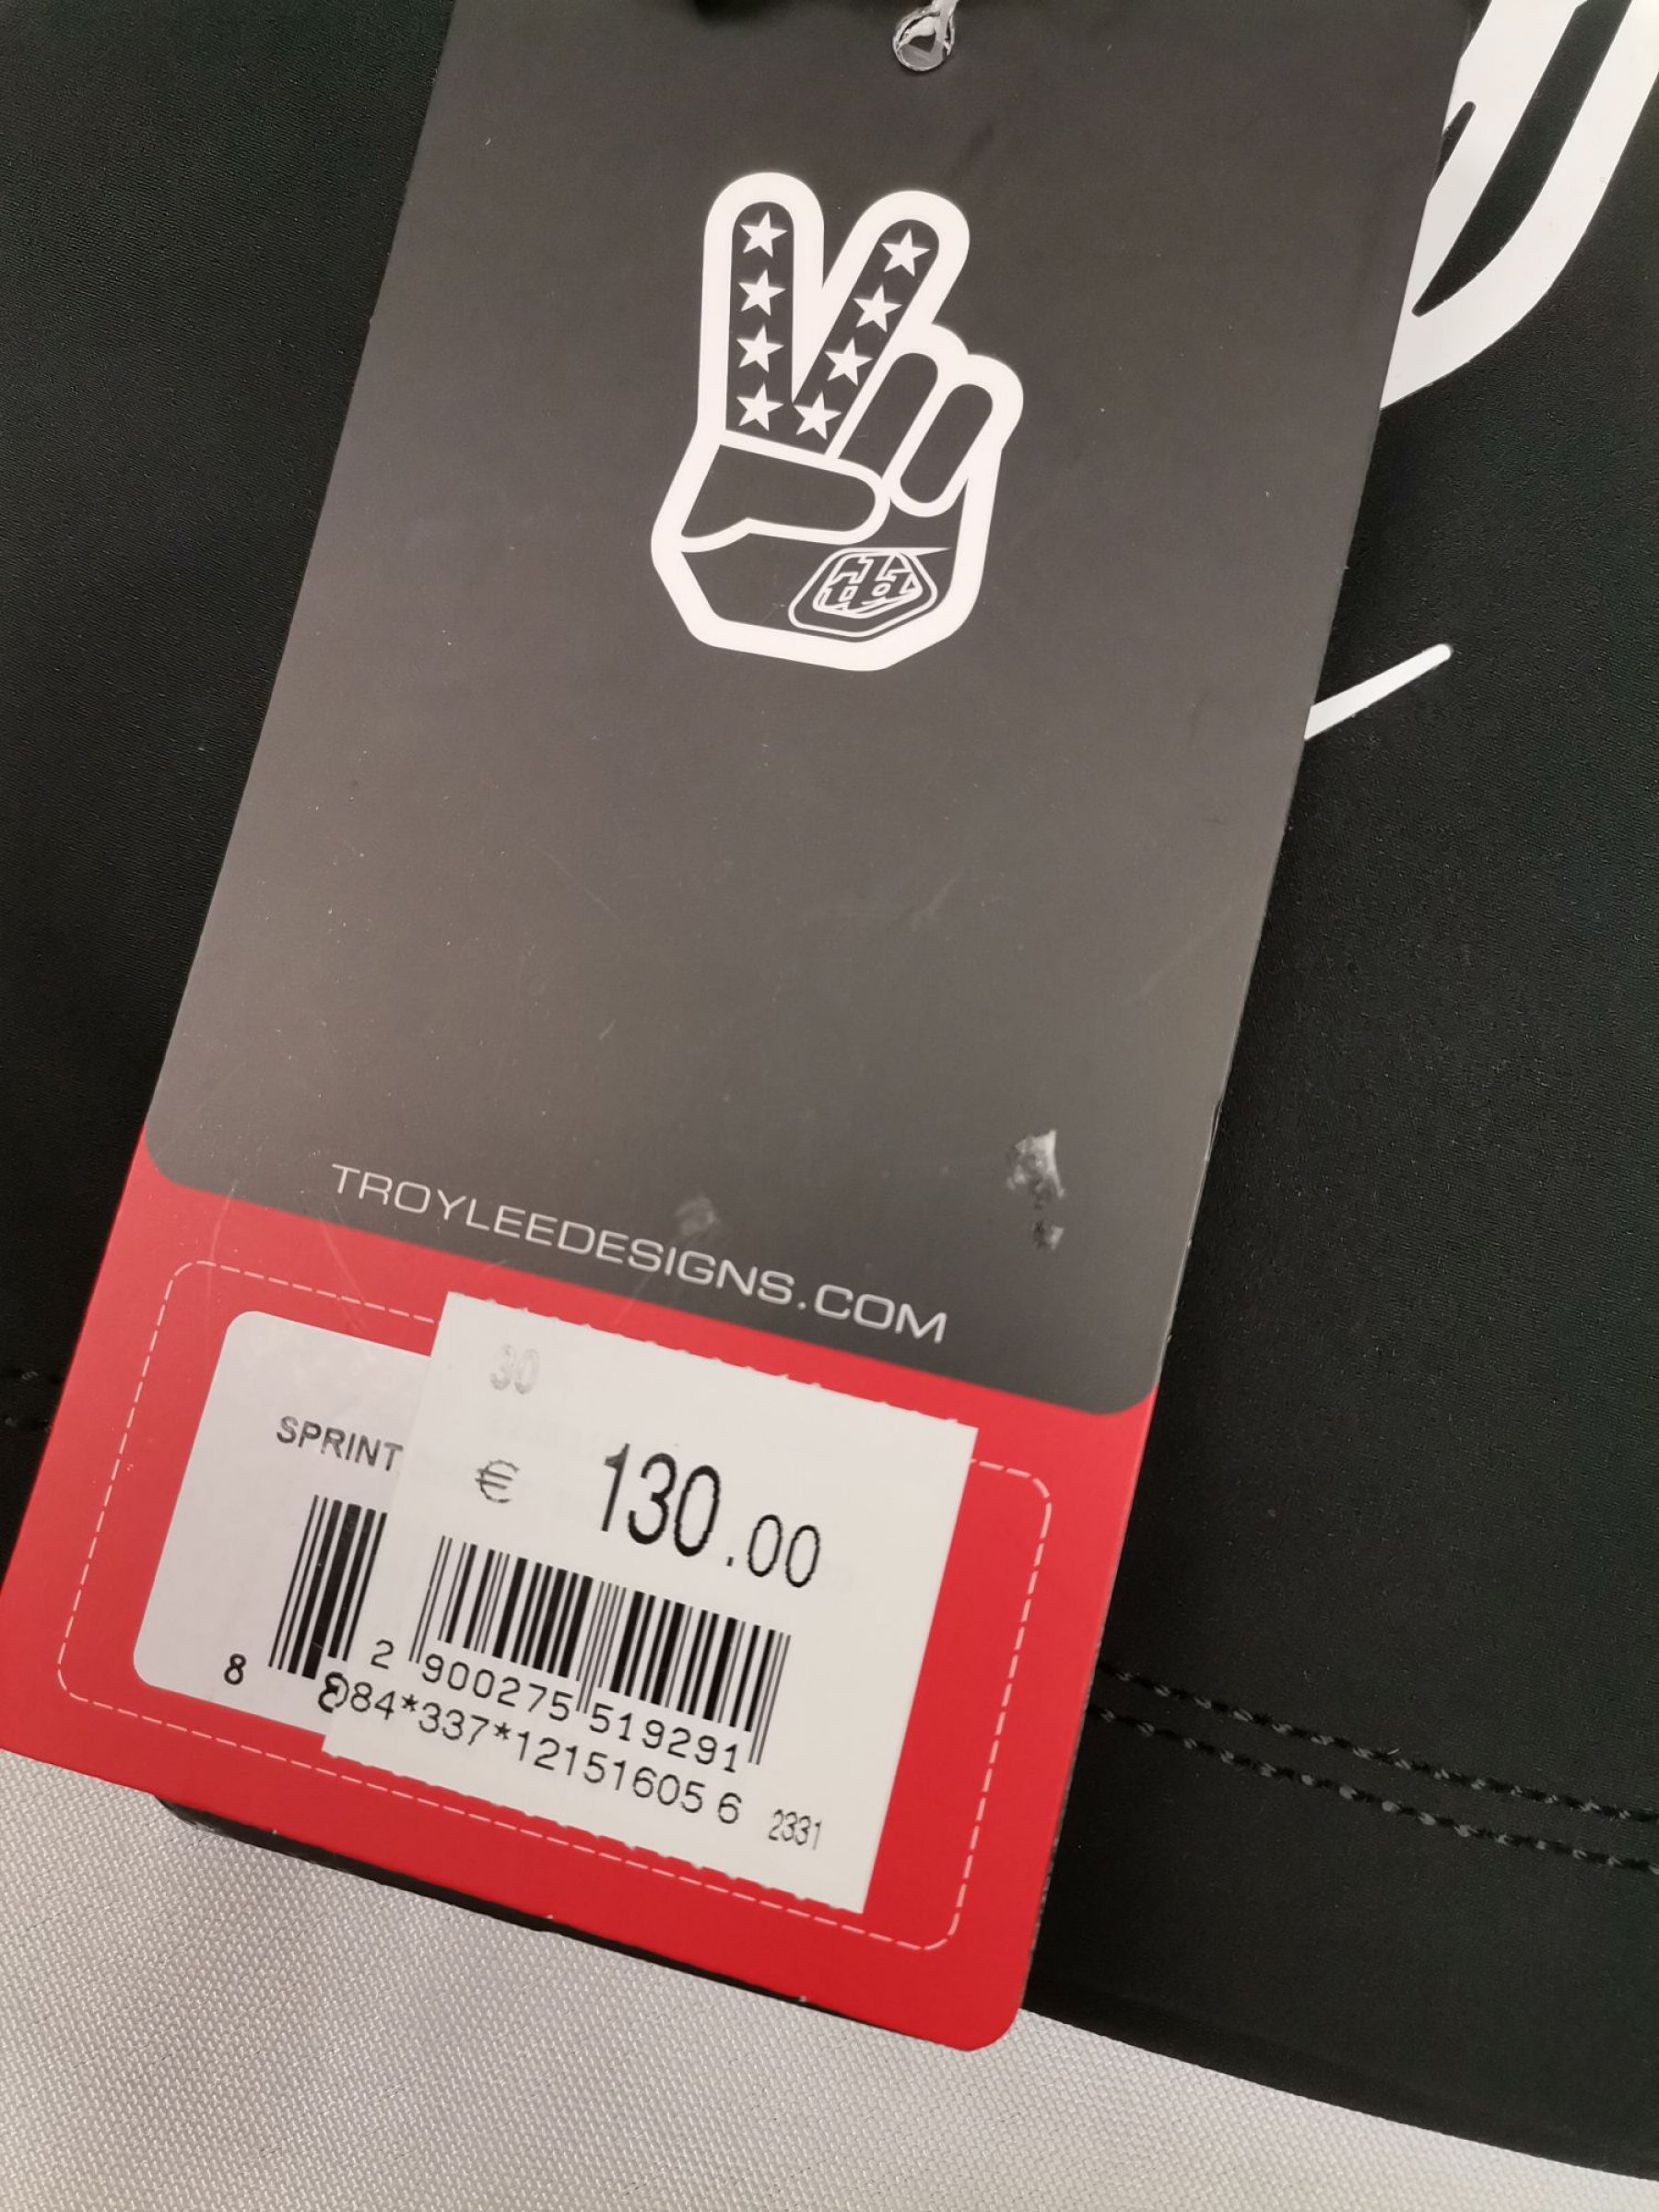 TROYLEEDESIGNS.COM
30
SPRINT
€ 130.00
8
2 900275 519291
084*337*12151605 6 2331